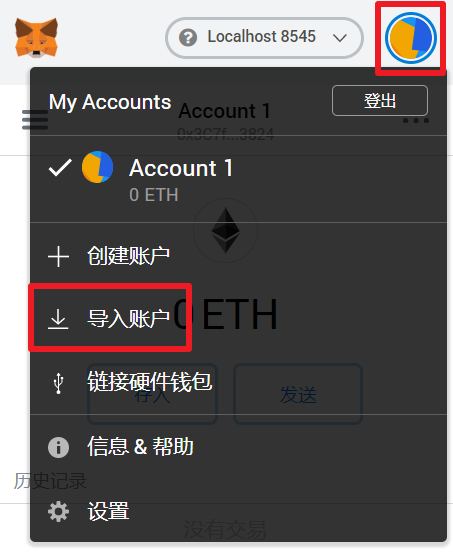 Localhost 8545
My Accounts
登出
Account 1
0x3C7f...3824
Account 1
0 ETH
创建账户
0 ETH
导入账户
链接硬件钱包
存入
发送
信息 & 帮助
历史记录
设置
没有交易